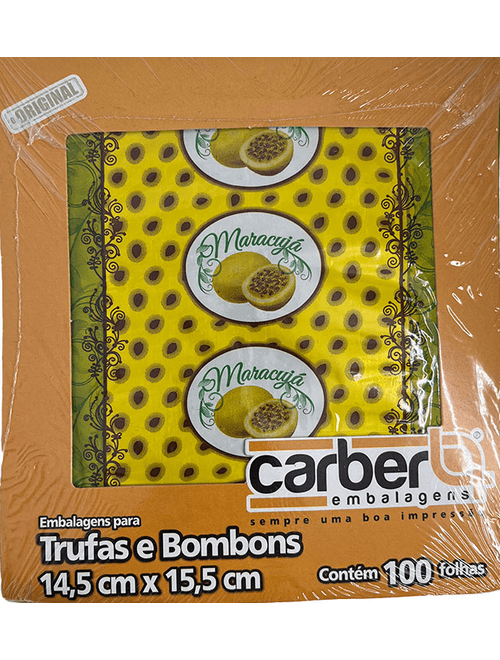 O ORIGINAL
Maracujá
Maracujá
carber
embalagens
sempre uma boa impressão
Embalagens para
Trufas e Bombons
14,5 cm x 15,5 cm
Contém 100 folhas